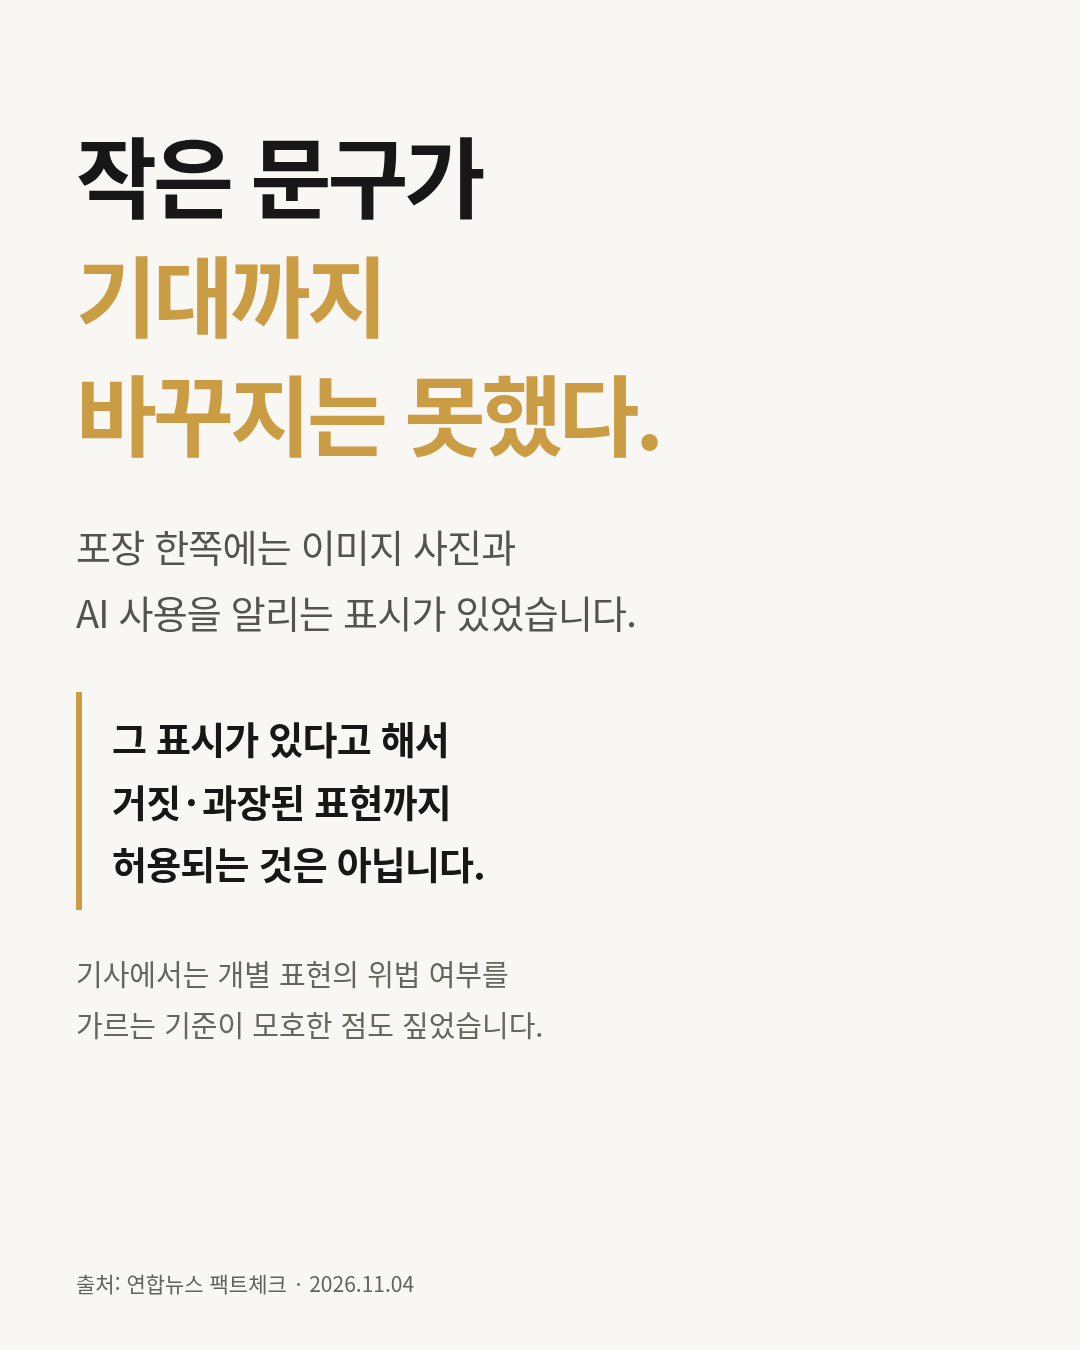 작은 문구가
기대까지
바꾸지는 못했다.
포장 한쪽에는 이미지 사진과
AI 사용을 알리는 표시가 있었습니다.
그 표시가 있다고 해서
거짓·과장된 표현까지
허용되는 것은 아닙니다.
기사에서는 개별 표현의 위법 여부를
가르는 기준이 모호한 점도 짚었습니다.
출처: 연합뉴스 팩트체크 · 2026.11.04